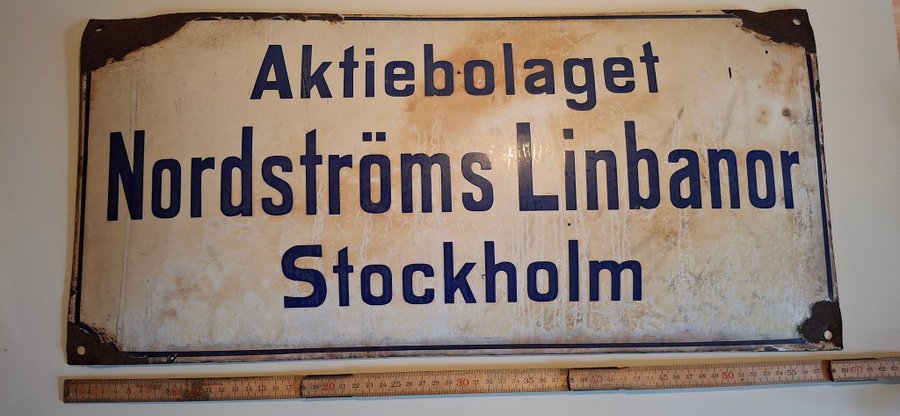 Aktiebolaget
Nordströms Linbanor
Stockholm